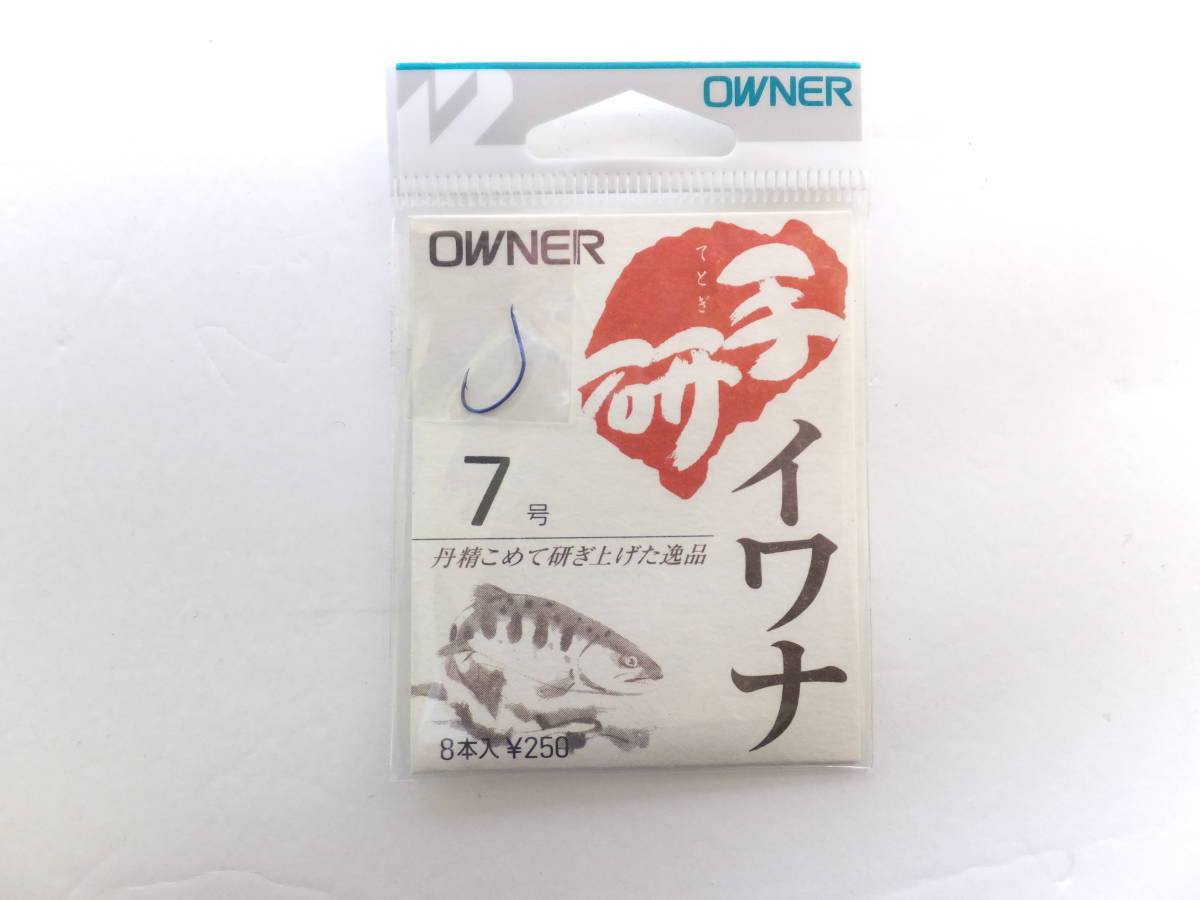 OWNER
OWNER
手研
てとぎ
イワナ
7号
丹精こめて研ぎ上げた逸品
8本入 ¥250